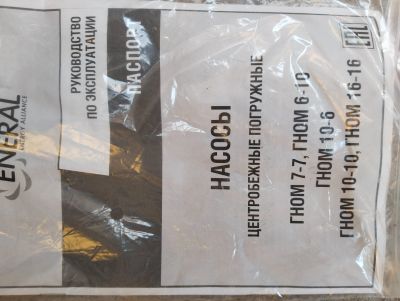 ENERAL
ENERGY ALLIANCE
РУКОВОДСТВО
ПО ЭКСПЛУАТАЦИИ
ПАСПОРТ
EAC
НАСОСЫ
ЦЕНТРОБЕЖНЫЕ ПОГРУЖНЫЕ
ГНОМ 7-7, ГНОМ 6-10
ГНОМ 10-6
ГНОМ 10-10, ГНОМ 16-16